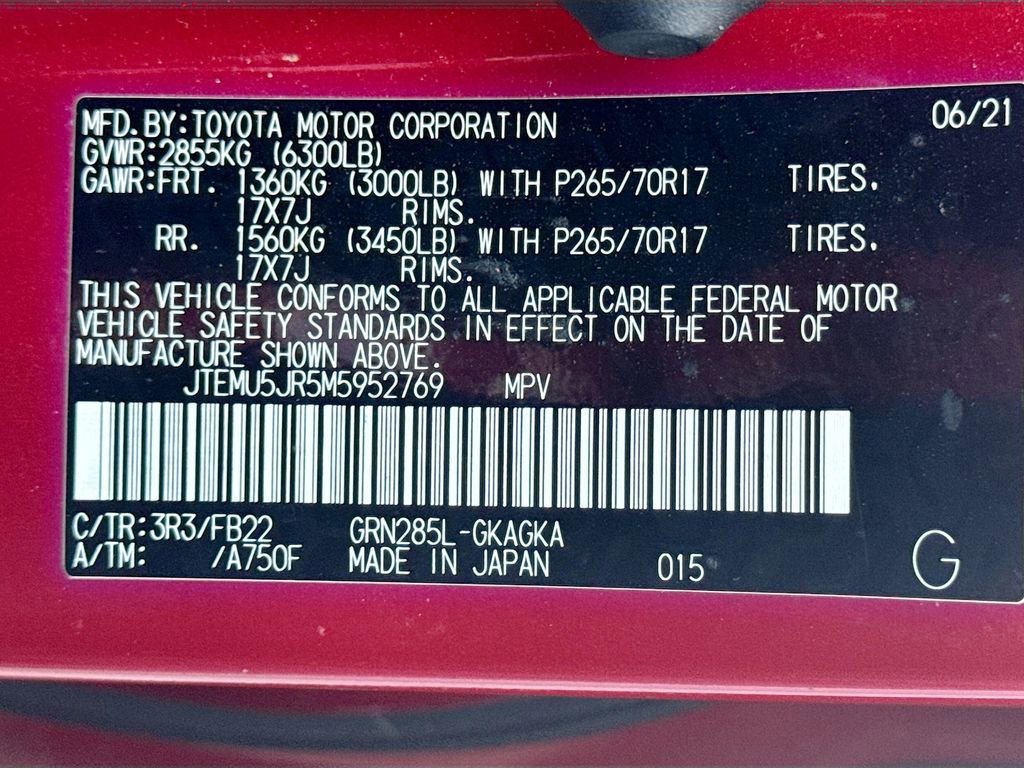 MFD.BY:TOYOTA MOTOR CORPORATION 06/21
GVWR:2855KG (6300LB)
GAWR:FRT. 1360KG (3000LB) WITH P265/70R17 TIRES.
17X7J RIMS.
RR. 1560KG (3450LB) WITH P265/70R17 TIRES.
17X7J RIMS.
THIS VEHICLE CONFORMS TO ALL APPLICABLE FEDERAL MOTOR
VEHICLE SAFETY STANDARDS IN EFFECT ON THE DATE OF
MANUFACTURE SHOWN ABOVE.
JTEMU5JR5M5952769 MPV
C/TR:3R3/FB22 GRN285L-GKAGKA
A/TM: /A750F MADE IN JAPAN 015 G